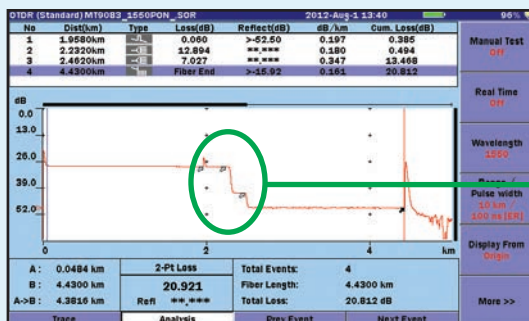 OTDR (Standard) MT9083_1550PON_.SOR 2012-Aug-1 13:40 96%
No Dist(km) Type Loss(dB) Reflect(dB) dB/km Cum. Loss(dB)
1 1.9580km 0.060 >-52.50 0.197 0.385
2 2.2320km 12.894 **.*** 0.180 0.494
3 2.4620km 7.027 **.*** 0.347 13.468
4 4.4300km Fiber End >-15.92 0.161 20.812
Manual Test
Off
Real Time
Off
Wavelength
1550
Range /
Pulse width
10 km /
100 ns [ER]
Display From
Origin
More >>
dB
0.0
13.0
26.0
39.0
52.0
0 2 4 km
A: 0.0484 km 2-Pt Loss Total Events: 4
B: 4.4300 km 20.921 Fiber Length: 4.4300 km
A->B: 4.3816 km Refl **.*** Total Loss: 20.812 dB
Trace Analysis Prev Event Next Event